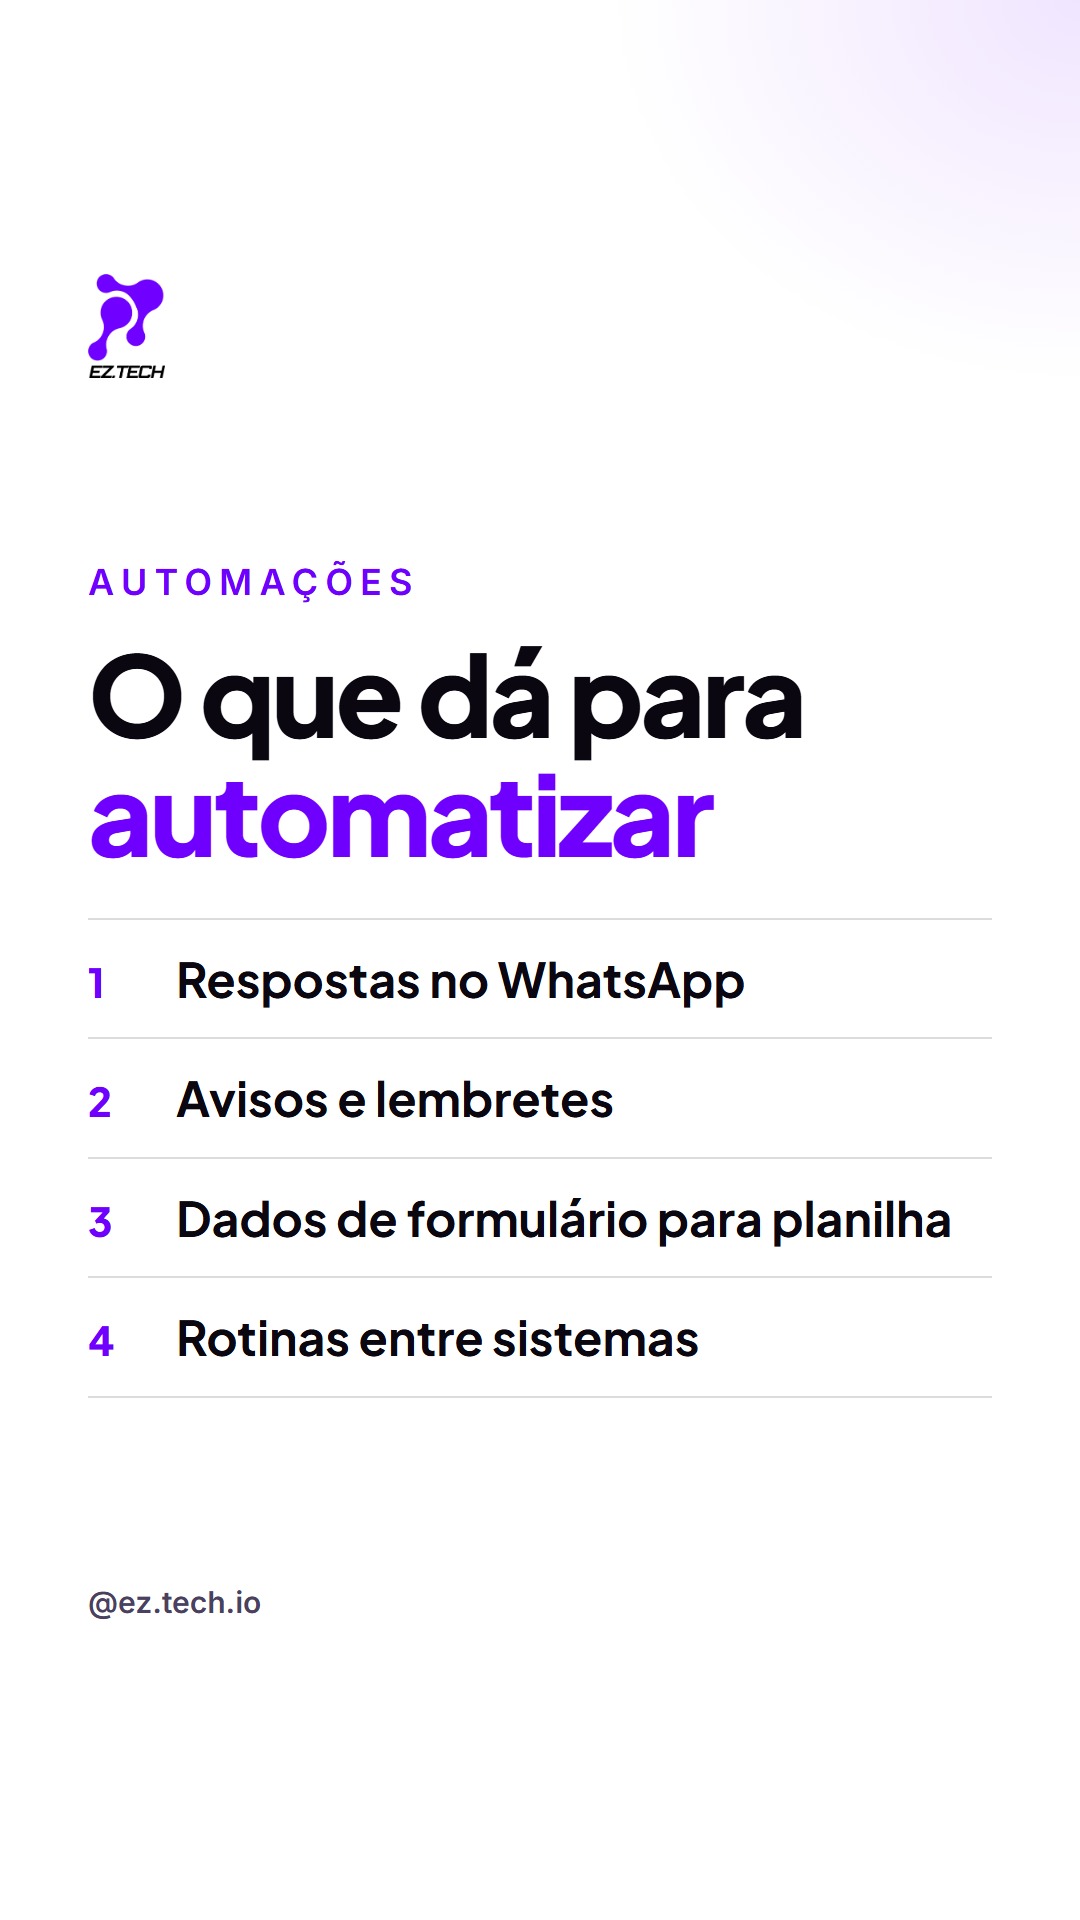 EZ.TECH
AUTOMAÇÕES
O que dá para
automatizar
1 Respostas no WhatsApp
2 Avisos e lembretes
3 Dados de formulário para planilha
4 Rotinas entre sistemas
@ez.tech.io